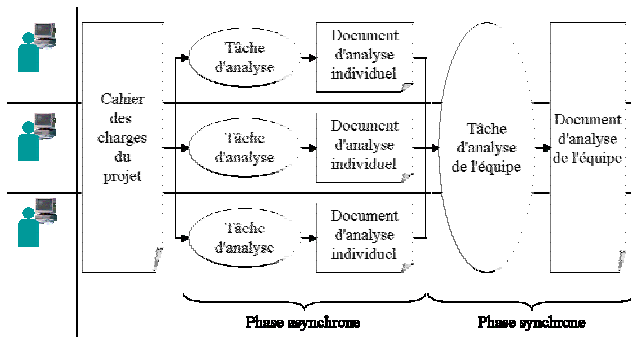 Cahier
des
charges
du
projet
Tâche
d'analyse
Document
d'analyse
individuel
Tâche
d'analyse
Document
d'analyse
individuel
Tâche
d'analyse
Document
d'analyse
individuel
Tâche
d'analyse
de l'équipe
Document
d'analyse
de l'équipe
Phase asynchrone
Phase synchrone